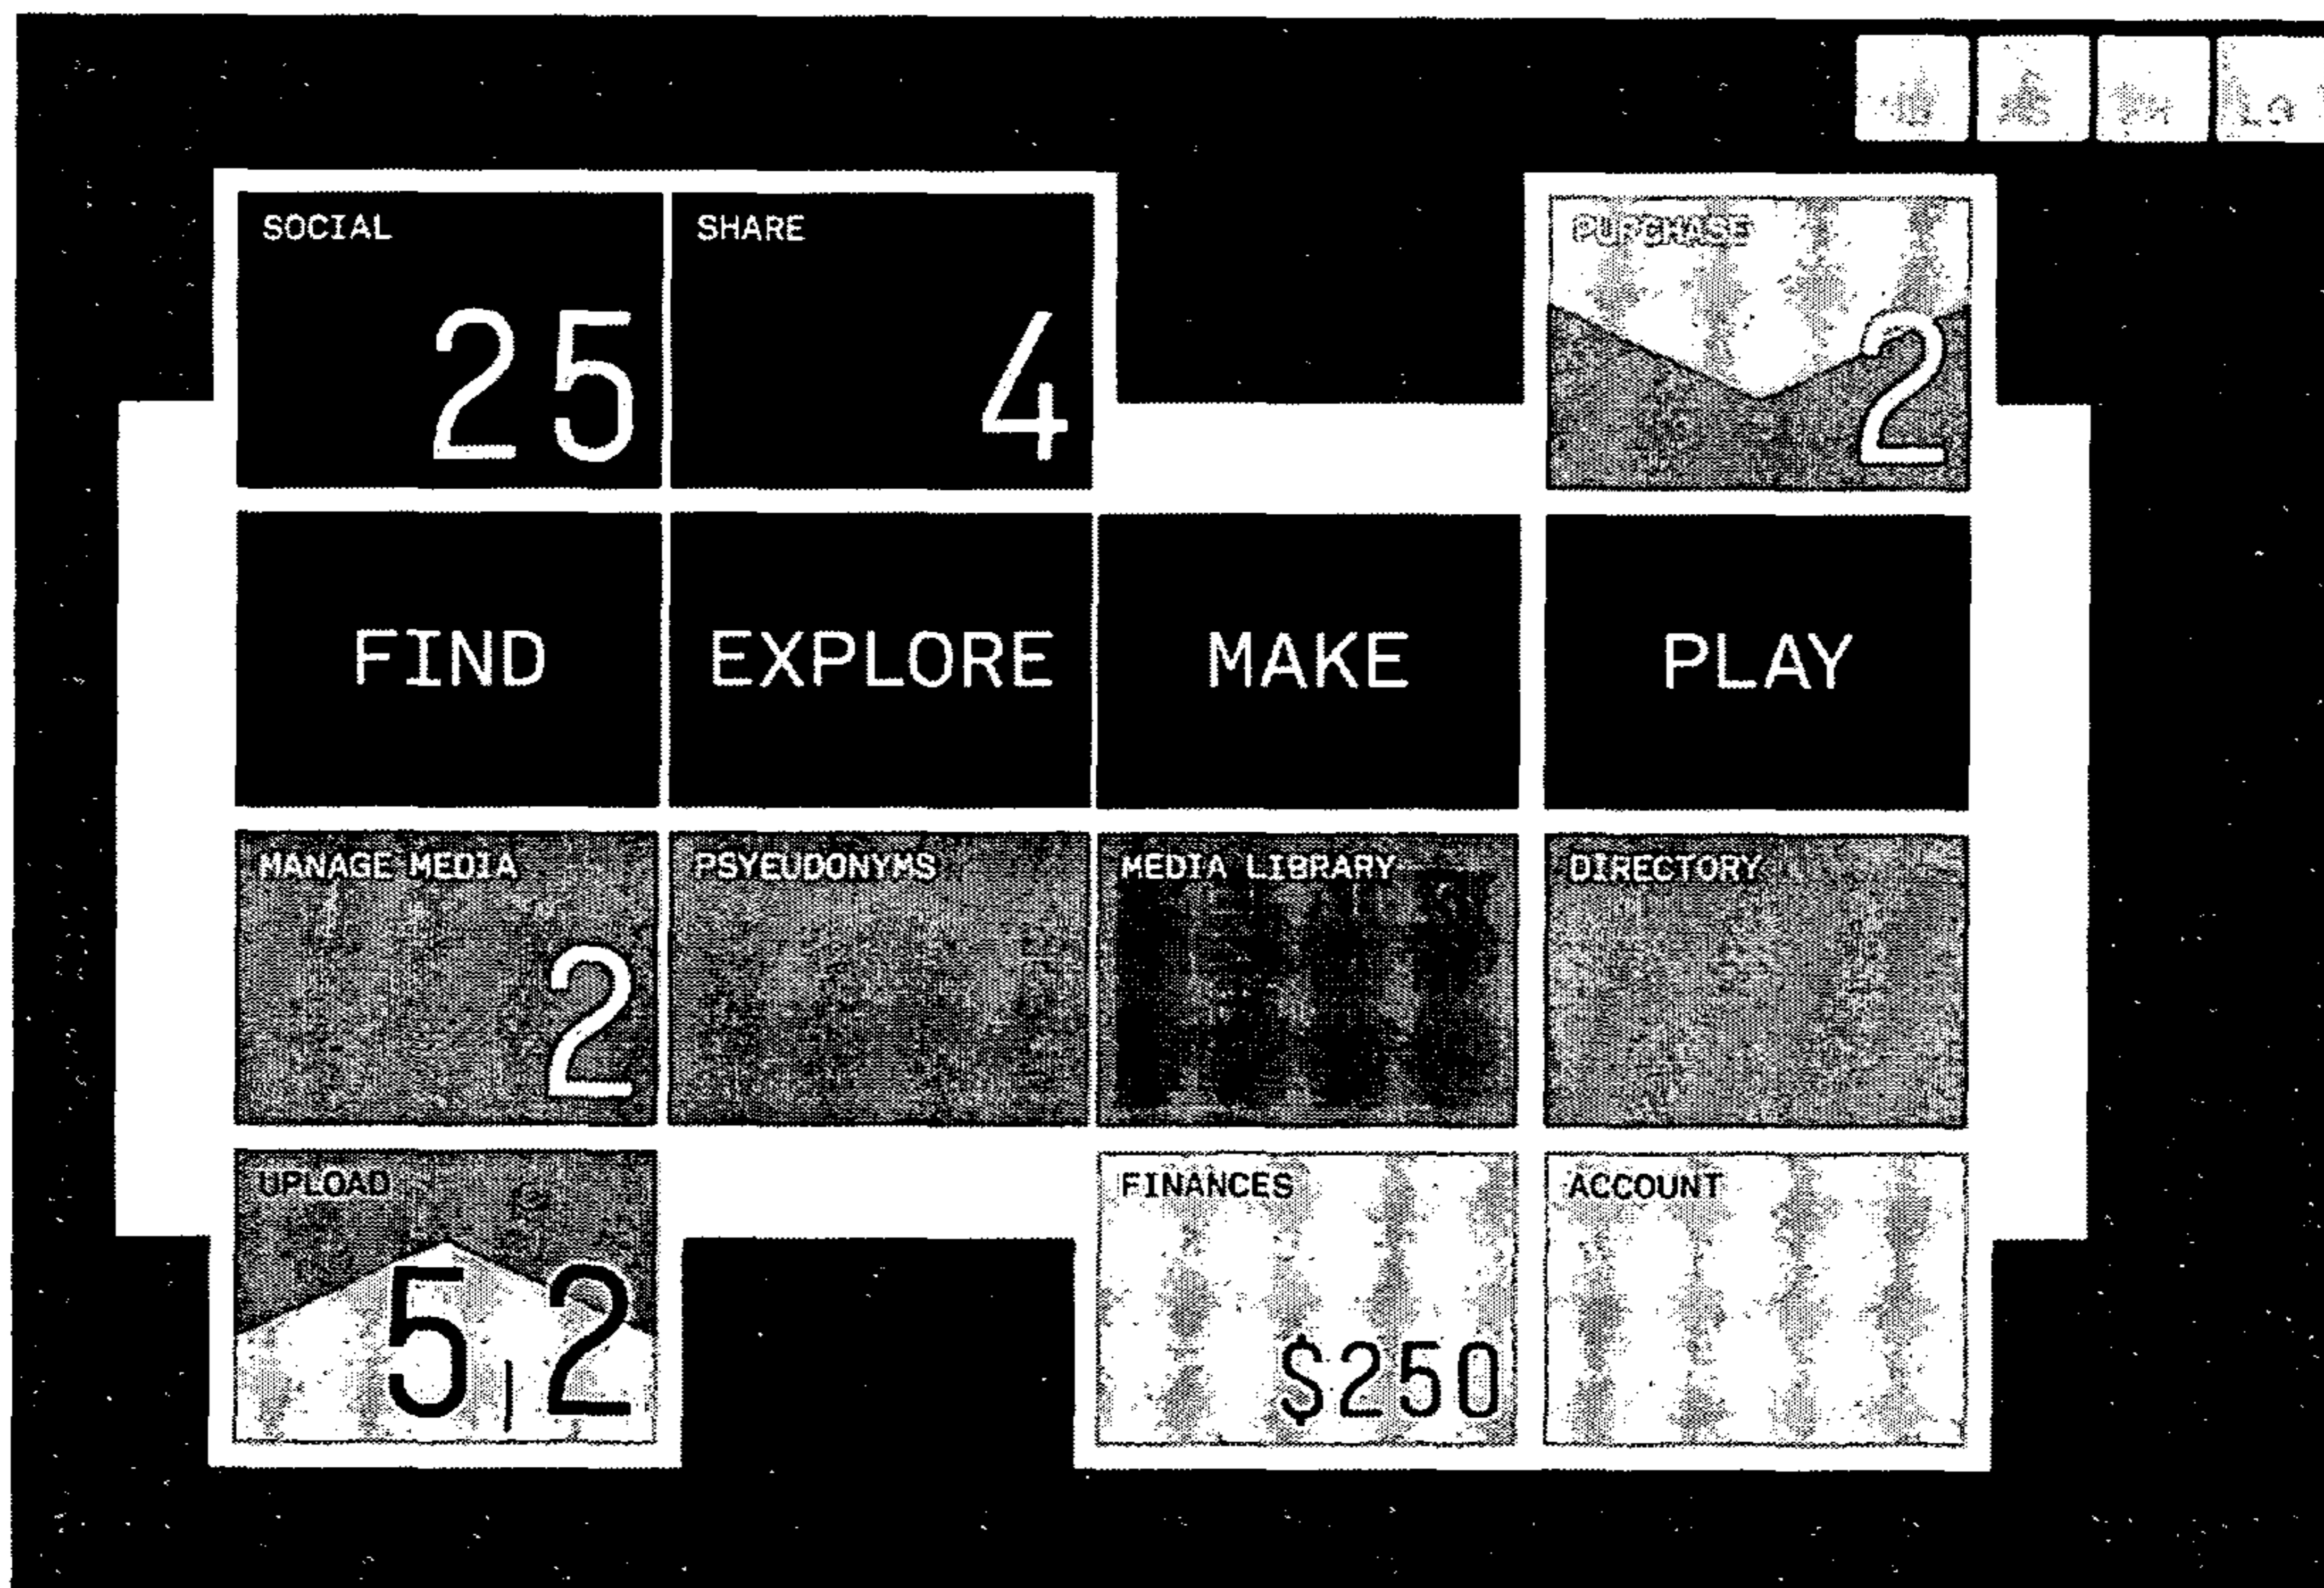 SOCIAL
25
SHARE
4
PURCHASE
2
FIND
EXPLORE
MAKE
PLAY
MANAGE MEDIA
2
PSYEUDONYMS
MEDIA LIBRARY
DIRECTORY
UPLOAD
5,2
FINANCES
$250
ACCOUNT